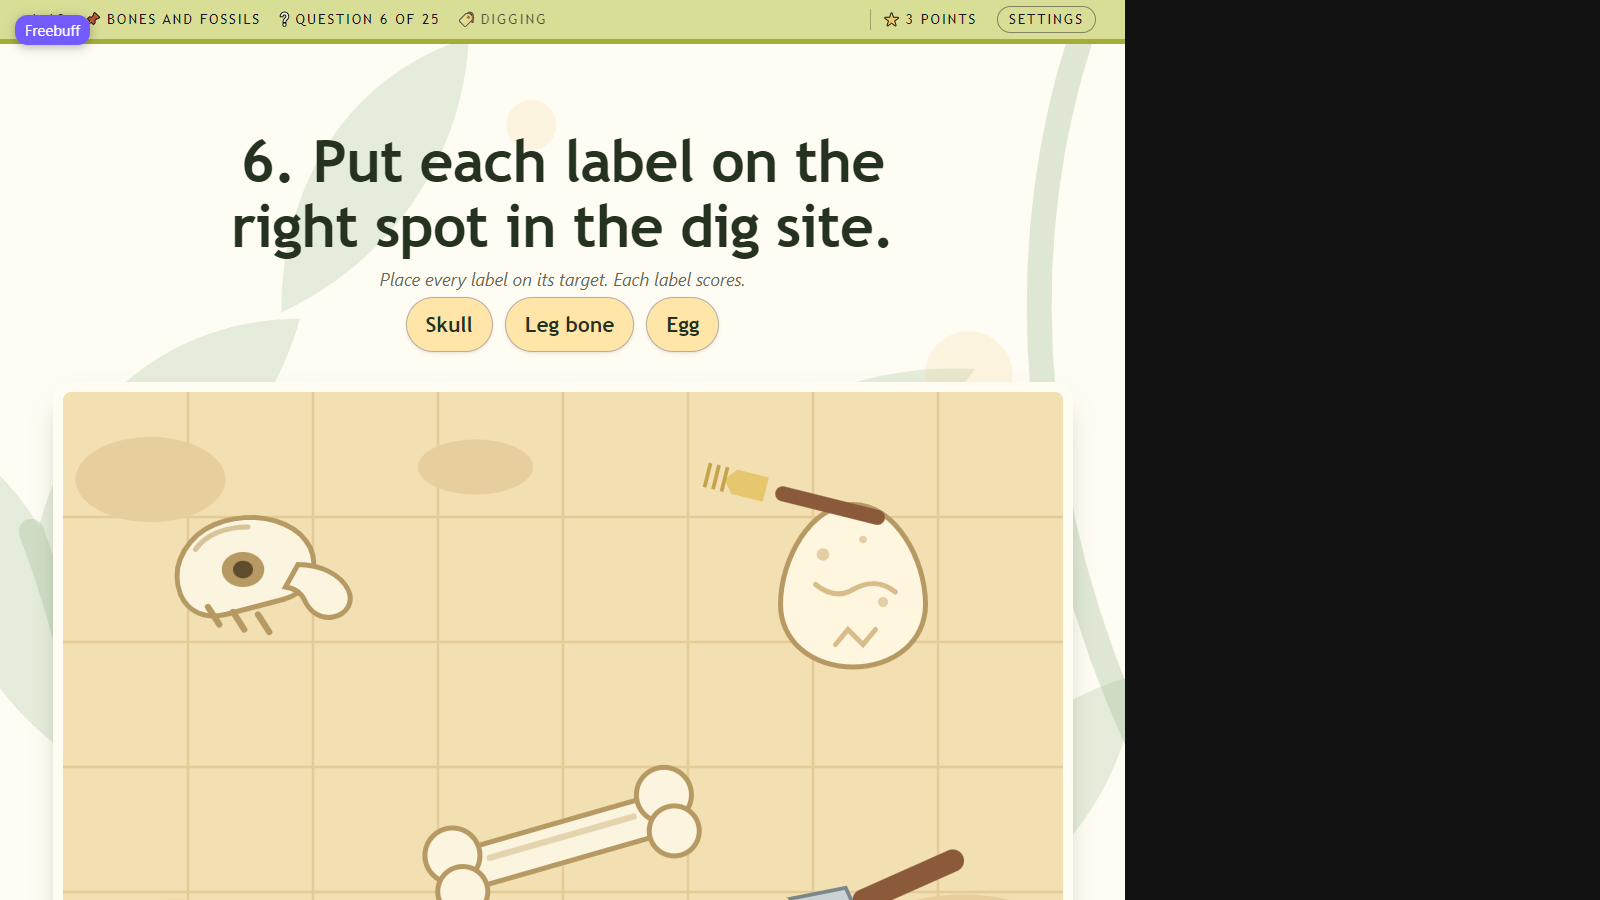 Freebuff
BONES AND FOSSILS
QUESTION 6 OF 25
DIGGING
3 POINTS
SETTINGS
6. Put each label on the
right spot in the dig site.
Place every label on its target. Each label scores.
Skull
Leg bone
Egg